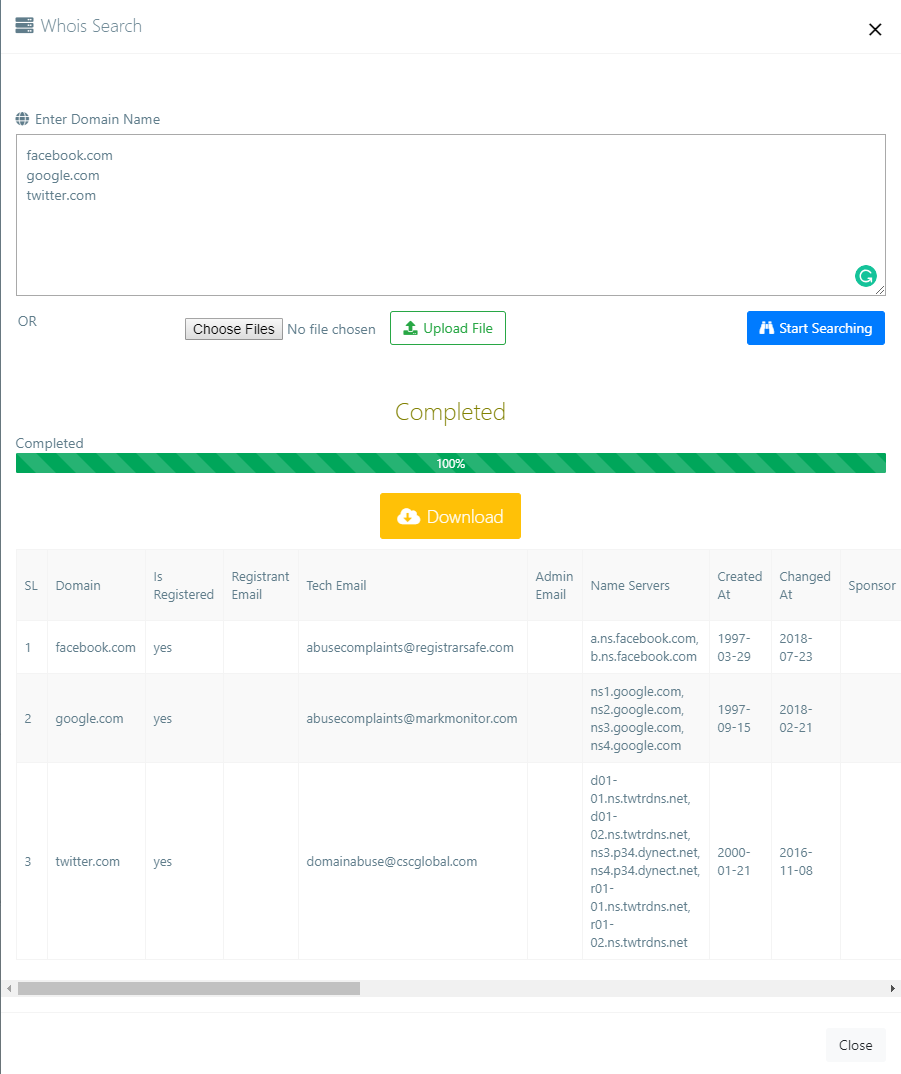 Whois Search
Enter Domain Name
facebook.com
google.com
twitter.com
OR
Choose Files No file chosen
Upload File
Start Searching
Completed
Completed
100%
Download
SL
Domain
Is
Registered
Registrant
Email
Tech Email
Admin
Email
Name Servers
Created
At
Changed
At
Sponsor
1
facebook.com
yes
abusecomplaints@registrarsafe.com
a.ns.facebook.com,
b.ns.facebook.com
1997-
03-29
2018-
07-23
2
google.com
yes
abusecomplaints@markmonitor.com
ns1.google.com,
ns2.google.com,
ns3.google.com,
ns4.google.com
1997-
09-15
2018-
02-21
3
twitter.com
yes
domainabuse@cscglobal.com
d01-
01.ns.twtrdns.net,
d01-
02.ns.twtrdns.net,
ns3.p34.dynect.net,
ns4.p34.dynect.net,
r01-
01.ns.twtrdns.net,
r01-
02.ns.twtrdns.net
2000-
01-21
2016-
11-08
Close